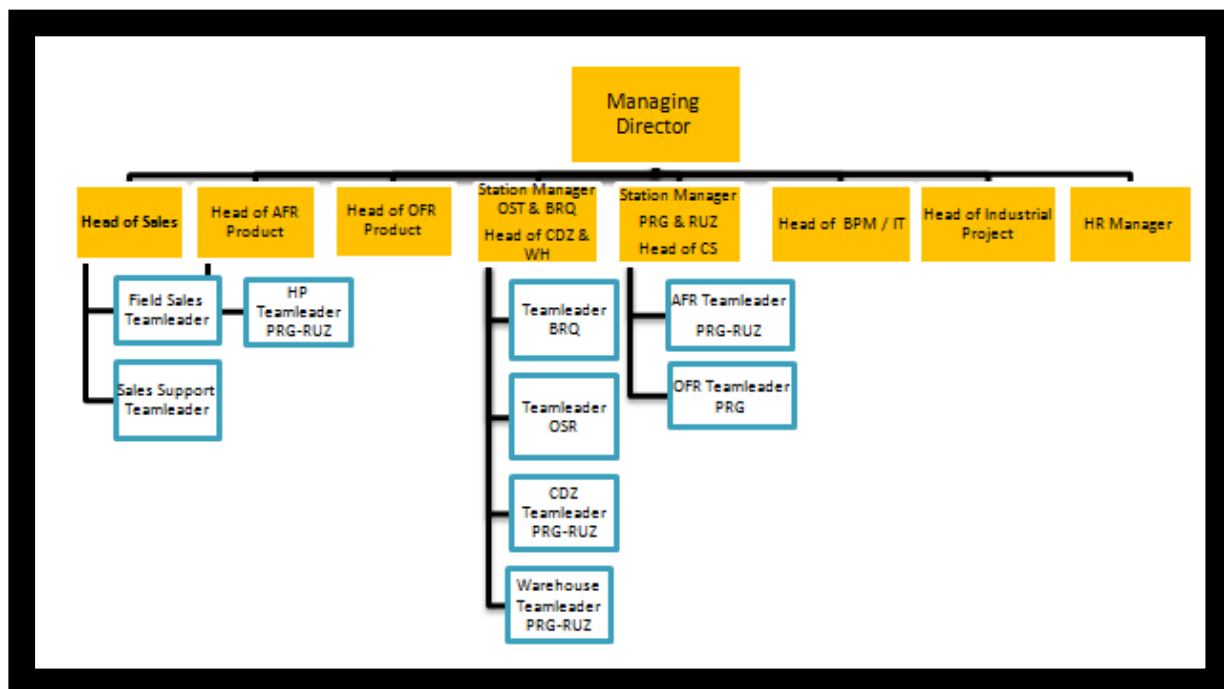 Managing
Director
Head of Sales
Head of AFR
Product
Head of OFR
Product
Station Manager
OST & BRQ
Head of CDZ &
WH
Station Manager
PRG & RUZ
Head of CS
Head of BPM / IT
Head of Industrial
Project
HR Manager
Field Sales
Teamleader
Sales Support
Teamleader
HP
Teamleader
PRG-RUZ
Teamleader
BRQ
Teamleader
OSR
CDZ
Teamleader
PRG-RUZ
Warehouse
Teamleader
PRG-RUZ
AFR Teamleader
PRG-RUZ
OFR Teamleader
PRG